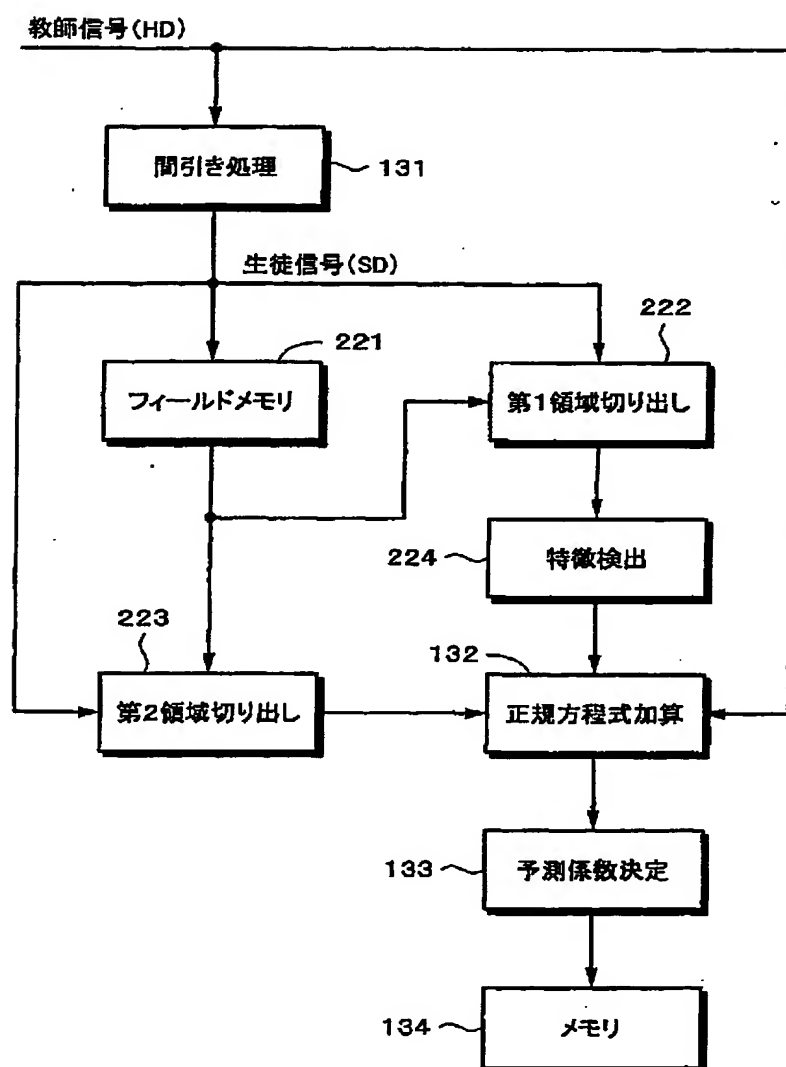 教師信号(HD)
間引き処理
131
生徒信号(SD)
221
222
フィールドメモリ
第1領域切り出し
224
特徴検出
223
132
第2領域切り出し
正規方程式加算
133
予測係数決定
134
メモリ